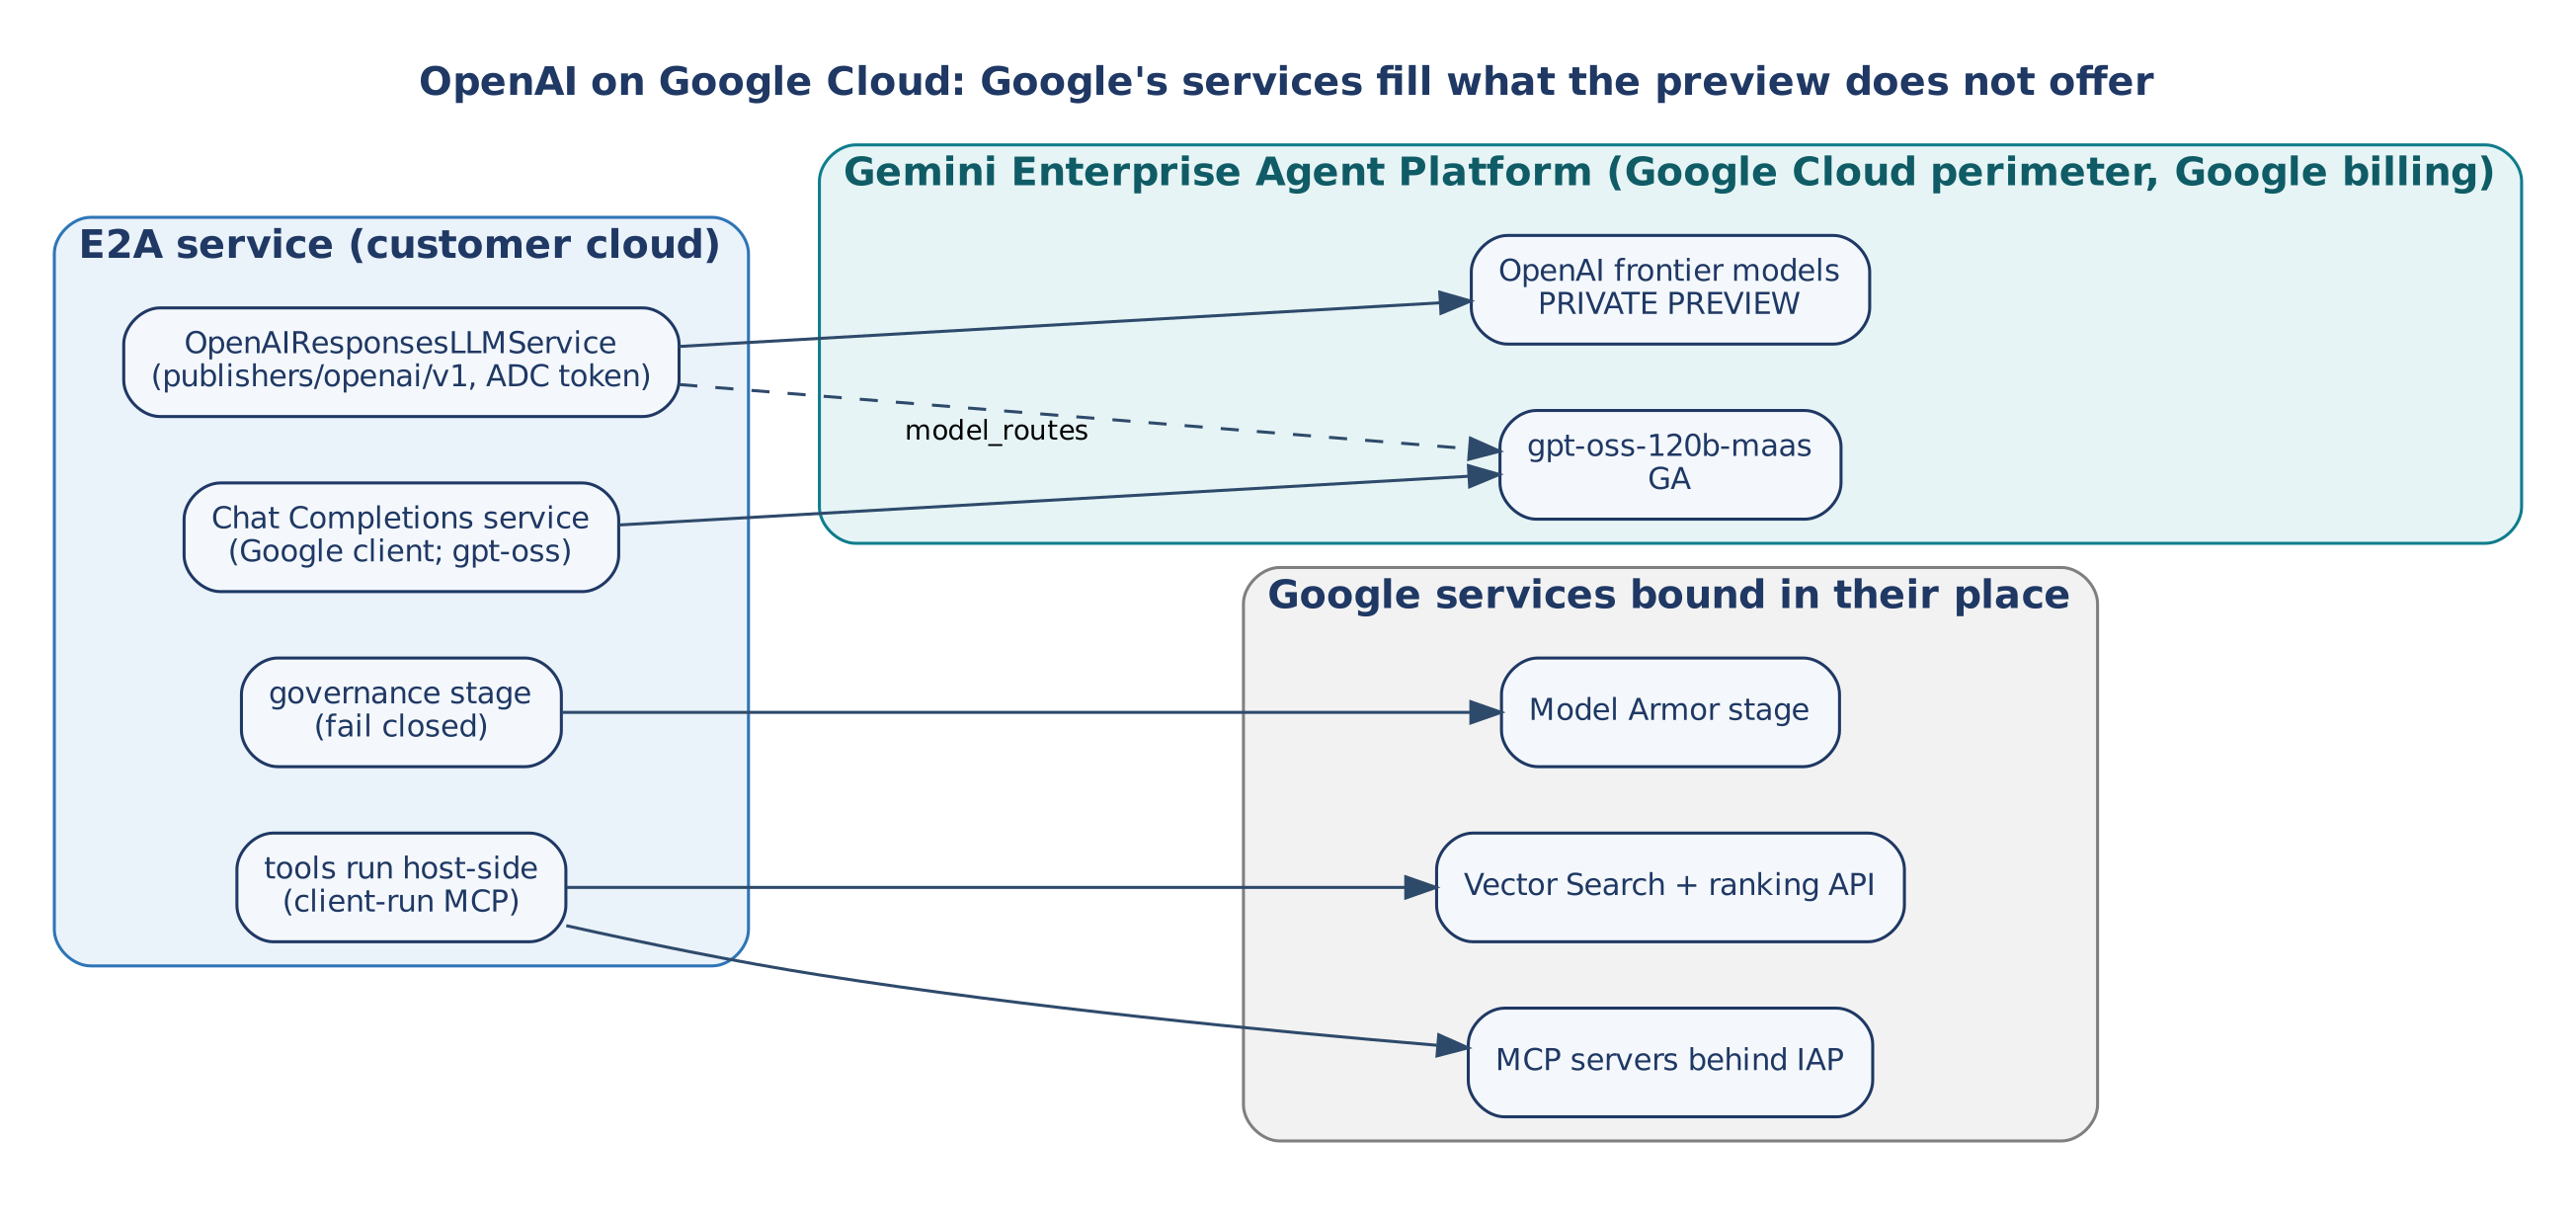 OpenAI on Google Cloud: Google's services fill what the preview does not offer
E2A service (customer cloud)
OpenAIResponsesLLMService
(publishers/openai/v1, ADC token)
Chat Completions service
(Google client; gpt-oss)
governance stage
(fail closed)
tools run host-side
(client-run MCP)
model_routes
Gemini Enterprise Agent Platform (Google Cloud perimeter, Google billing)
OpenAI frontier models
PRIVATE PREVIEW
gpt-oss-120b-maas
GA
Google services bound in their place
Model Armor stage
Vector Search + ranking API
MCP servers behind IAP